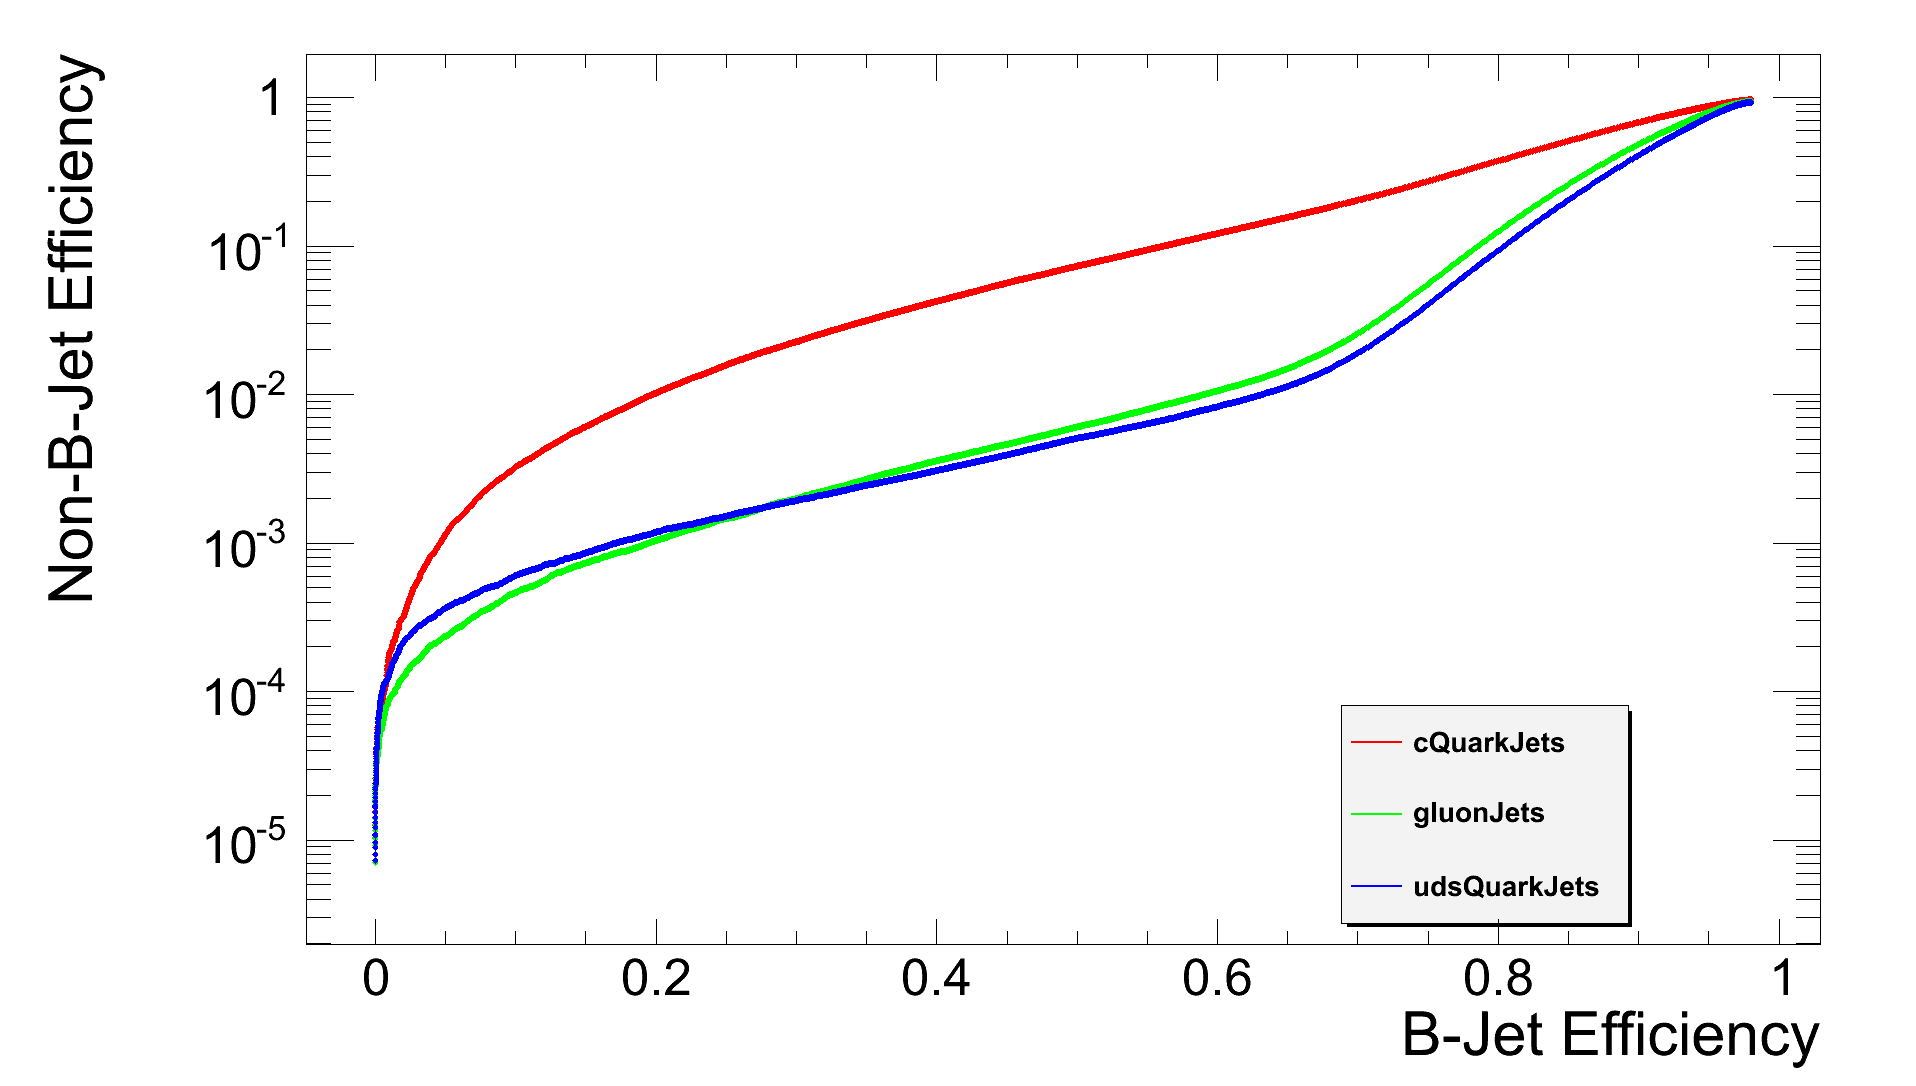 Non-B-Jet Efficiency
1
10-1
10-2
10-3
10-4
10-5
cQuarkJets
gluonJets
udsQuarkJets
0 0.2 0.4 0.6 0.8 1
B-Jet Efficiency